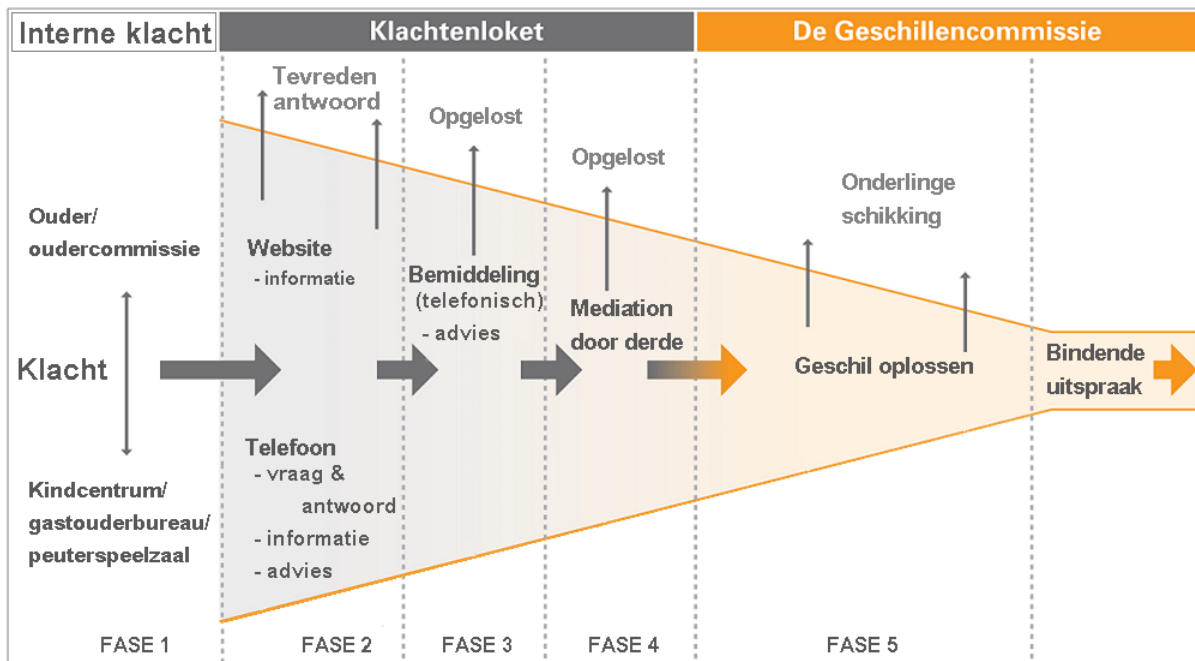 Interne klacht
Klachtenloket
De Geschillencommissie
Ouder/
oudercommissie
Klacht
Kindcentrum/
gastouderbureau/
peuterspeelzaal
Tevreden
antwoord
Website
- informatie
Telefoon
- vraag &
antwoord
- informatie
- advies
Opgelost
Bemiddeling
(telefonisch)
- advies
Opgelost
Mediation
door derde
Onderlinge
schikking
Geschil oplossen
Bindende
uitspraak
FASE 1
FASE 2
FASE 3
FASE 4
FASE 5